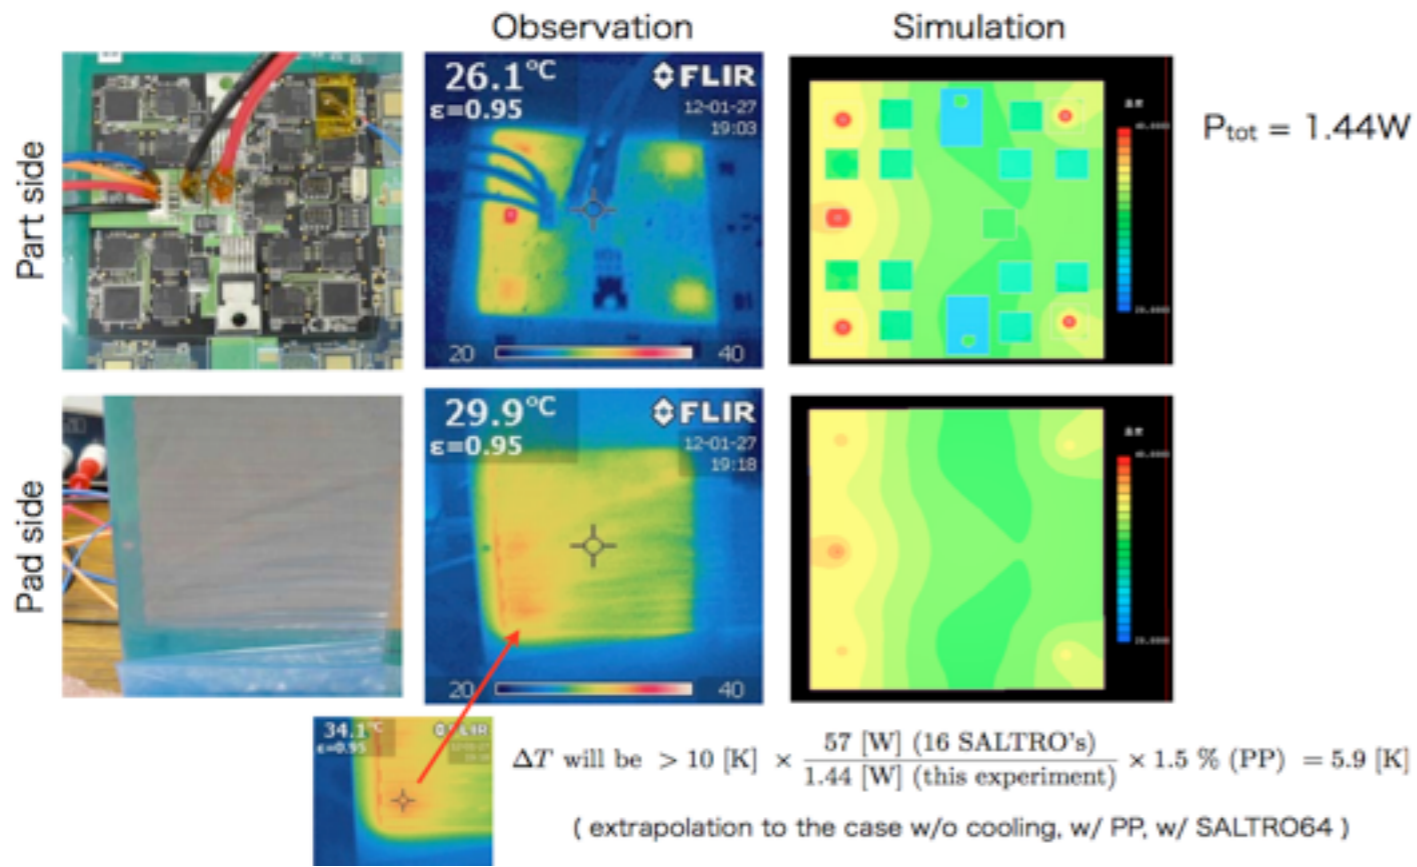 Observation
Simulation
Part side
26.1°C
ε=0.95
FLIR
12-01-27
19:03
20
40
P_tot = 1.44W
Pad side
29.9°C
ε=0.95
FLIR
12-01-27
19:18
20
40
34.1°C
ε=0.95
FLIR
ΔT will be > 10 [K] × 57 [W] (16 SALTRO's) / 1.44 [W] (this experiment) × 1.5 % (PP) = 5.9 [K]
( extrapolation to the case w/o cooling, w/ PP, w/ SALTRO64 )